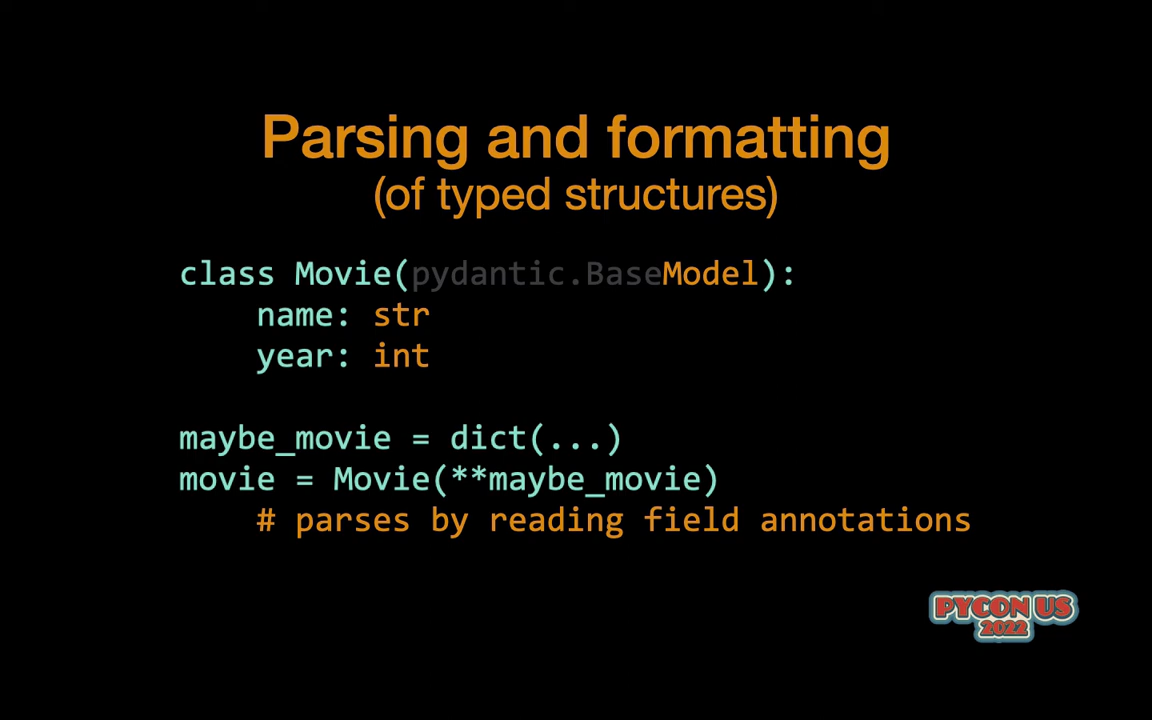 Parsing and formatting
(of typed structures)
class Movie(pydantic.BaseModel):
    name: str
    year: int
maybe_movie = dict(...)
movie = Movie(**maybe_movie)
    # parses by reading field annotations
PYCON US
2022